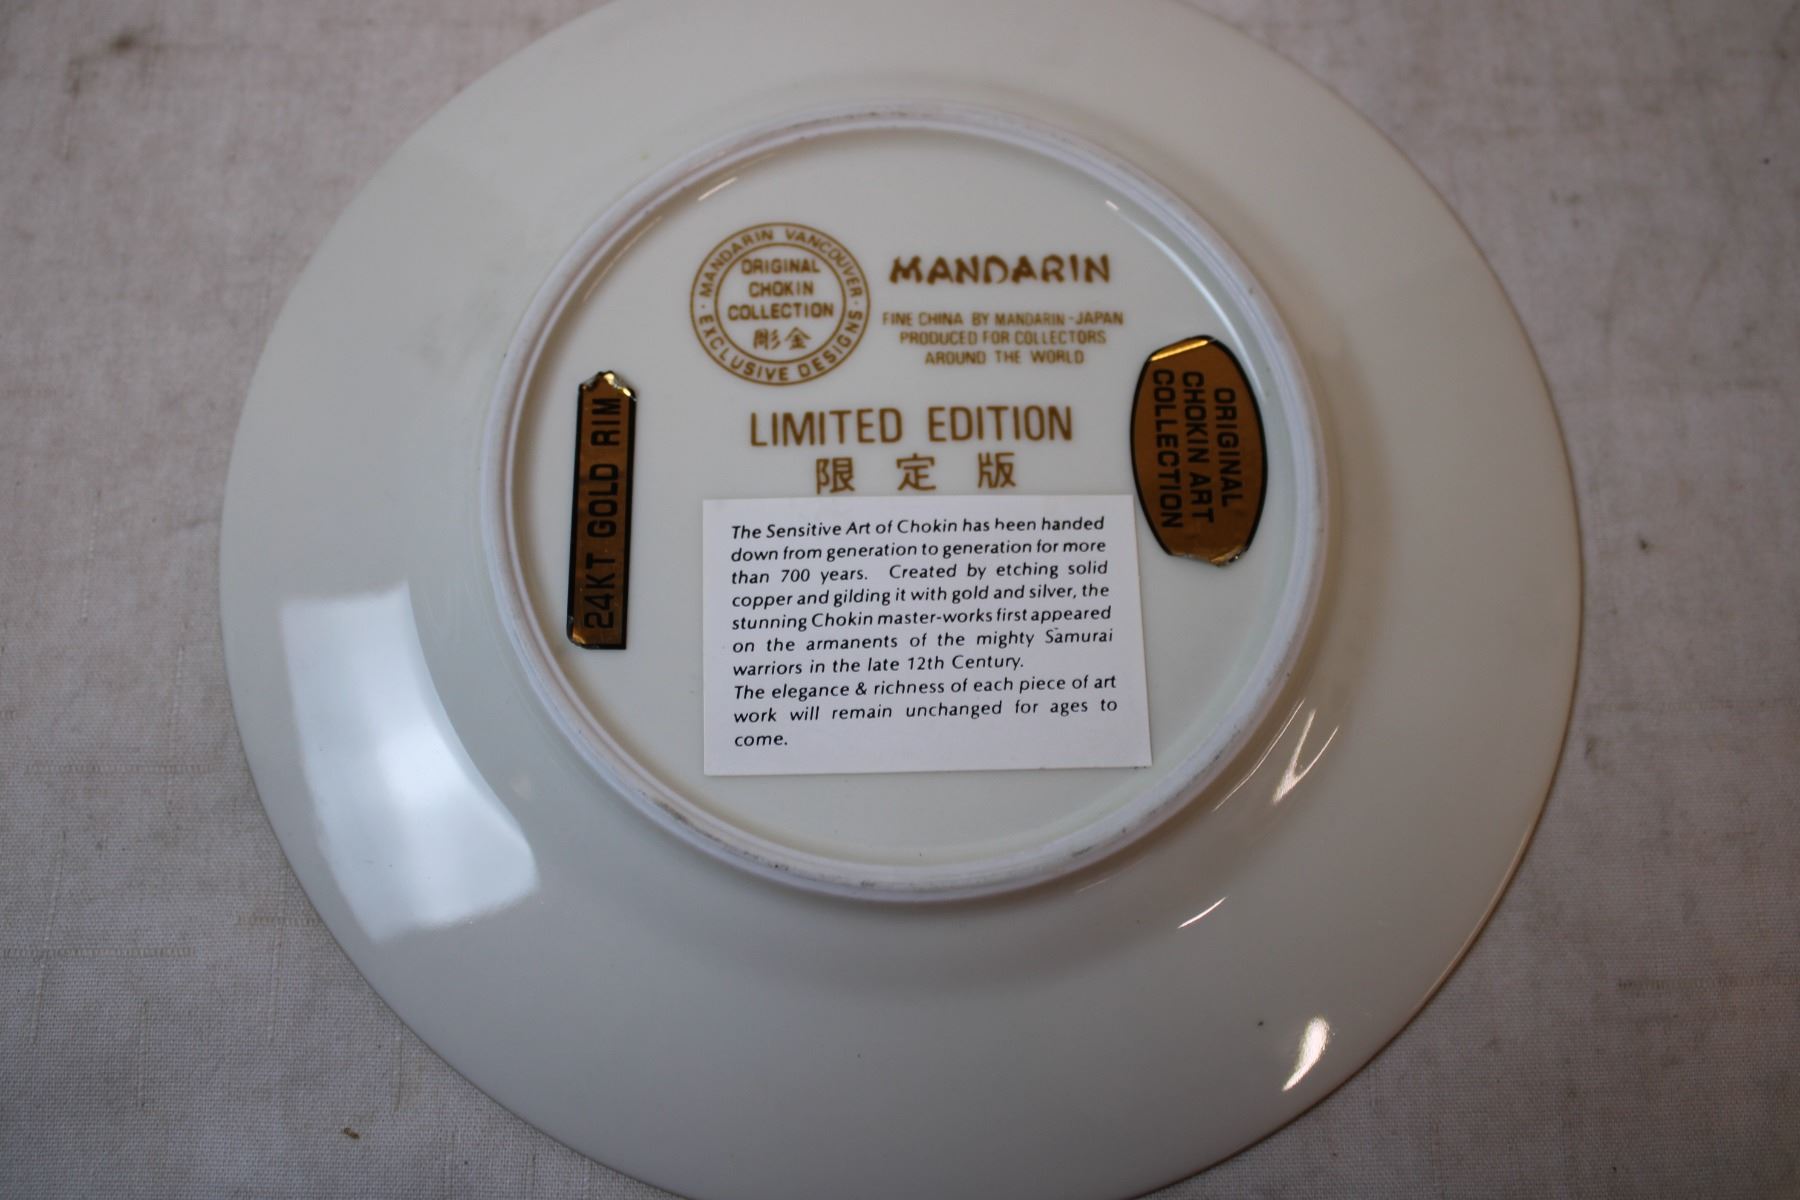 MANDARIN VANCOUVER
ORIGINAL
CHOKIN
COLLECTION
彫金
· EXCLUSIVE DESIGNS ·
MANDARIN
FINE CHINA BY MANDARIN-JAPAN
PRODUCED FOR COLLECTORS
AROUND THE WORLD
LIMITED EDITION
限定版
24KT GOLD RIM
ORIGINAL
CHOKIN ART
COLLECTION
The Sensitive Art of Chokin has heen handed
down from generation to generation for more
than 700 years. Created by etching solid
copper and gilding it with gold and silver, the
stunning Chokin master-works first appeared
on the armanents of the mighty Samurai
warriors in the late 12th Century.
The elegance & richness of each piece of art
work will remain unchanged for ages to
come.